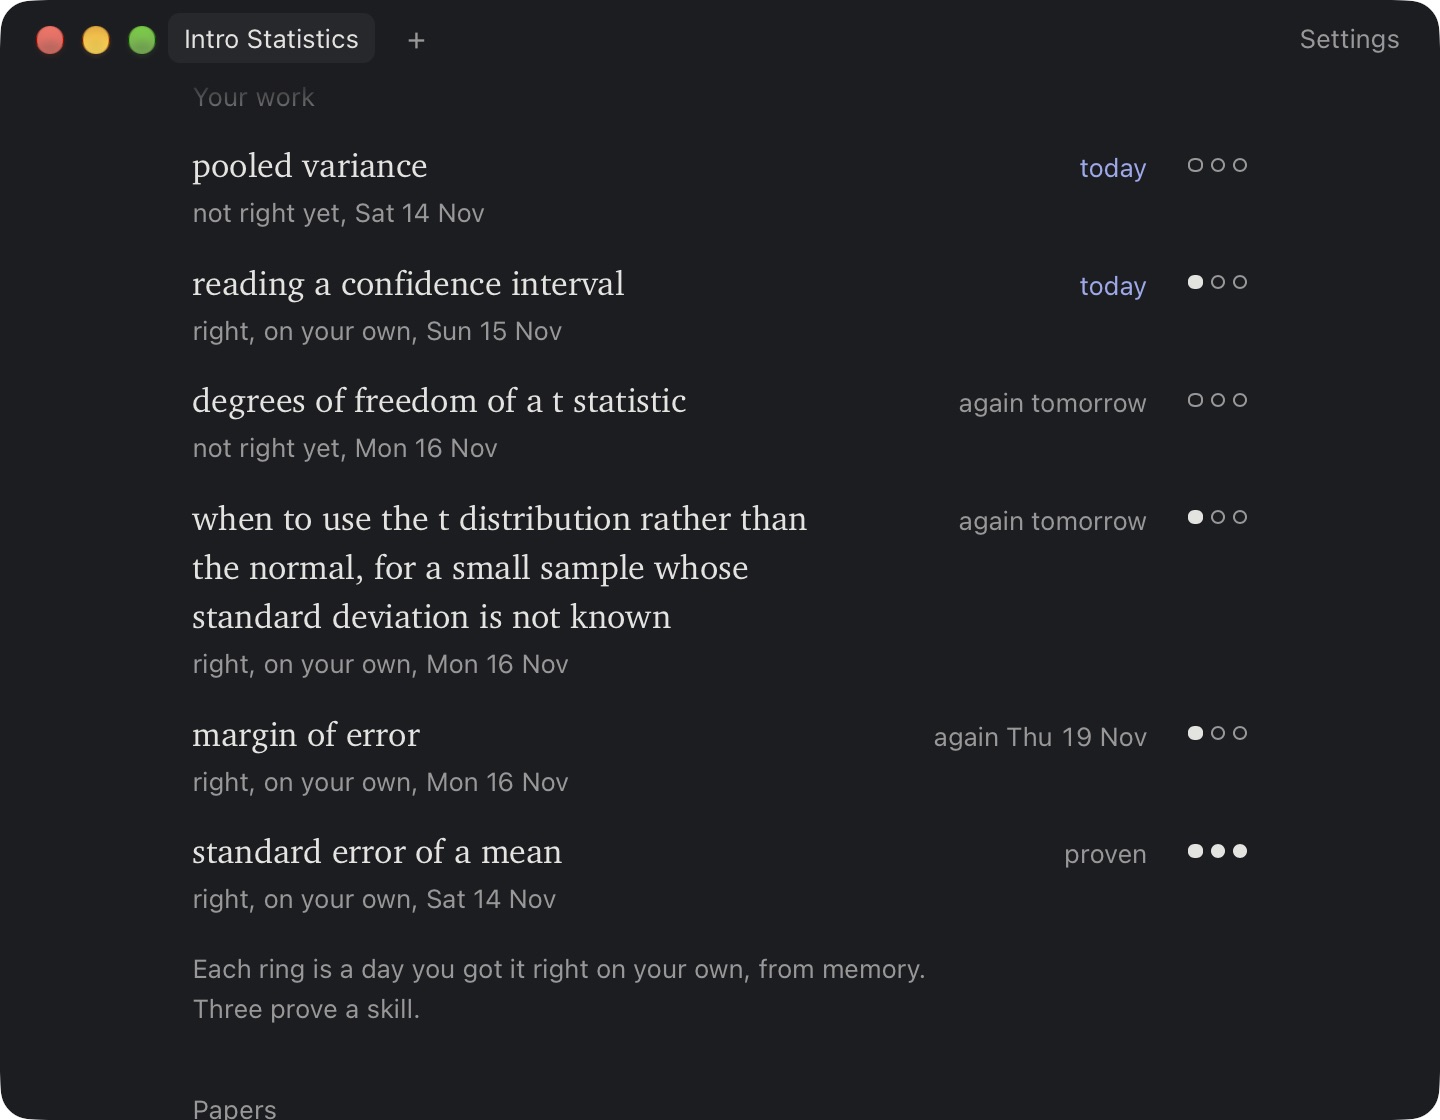 Intro Statistics
+
Settings
Your work
pooled variance
today
not right yet, Sat 14 Nov
reading a confidence interval
today
right, on your own, Sun 15 Nov
degrees of freedom of a t statistic
again tomorrow
not right yet, Mon 16 Nov
when to use the t distribution rather than
again tomorrow
the normal, for a small sample whose
standard deviation is not known
right, on your own, Mon 16 Nov
margin of error
again Thu 19 Nov
right, on your own, Mon 16 Nov
standard error of a mean
proven
right, on your own, Sat 14 Nov
Each ring is a day you got it right on your own, from memory.
Three prove a skill.
Papers